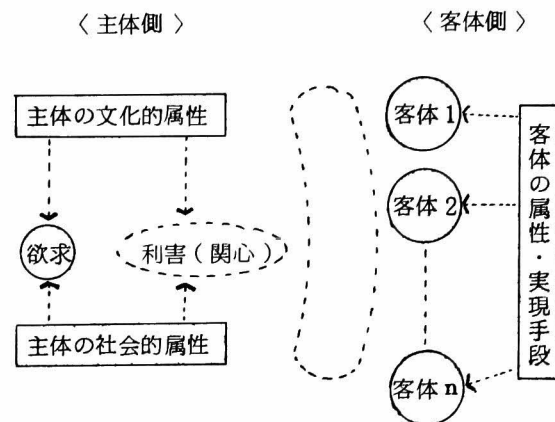 〈 主体側 〉
〈 客体側 〉
主体の文化的属性
欲求
利害(関心)
主体の社会的属性
客体1
客体2
客体n
客体の属性・実現手段